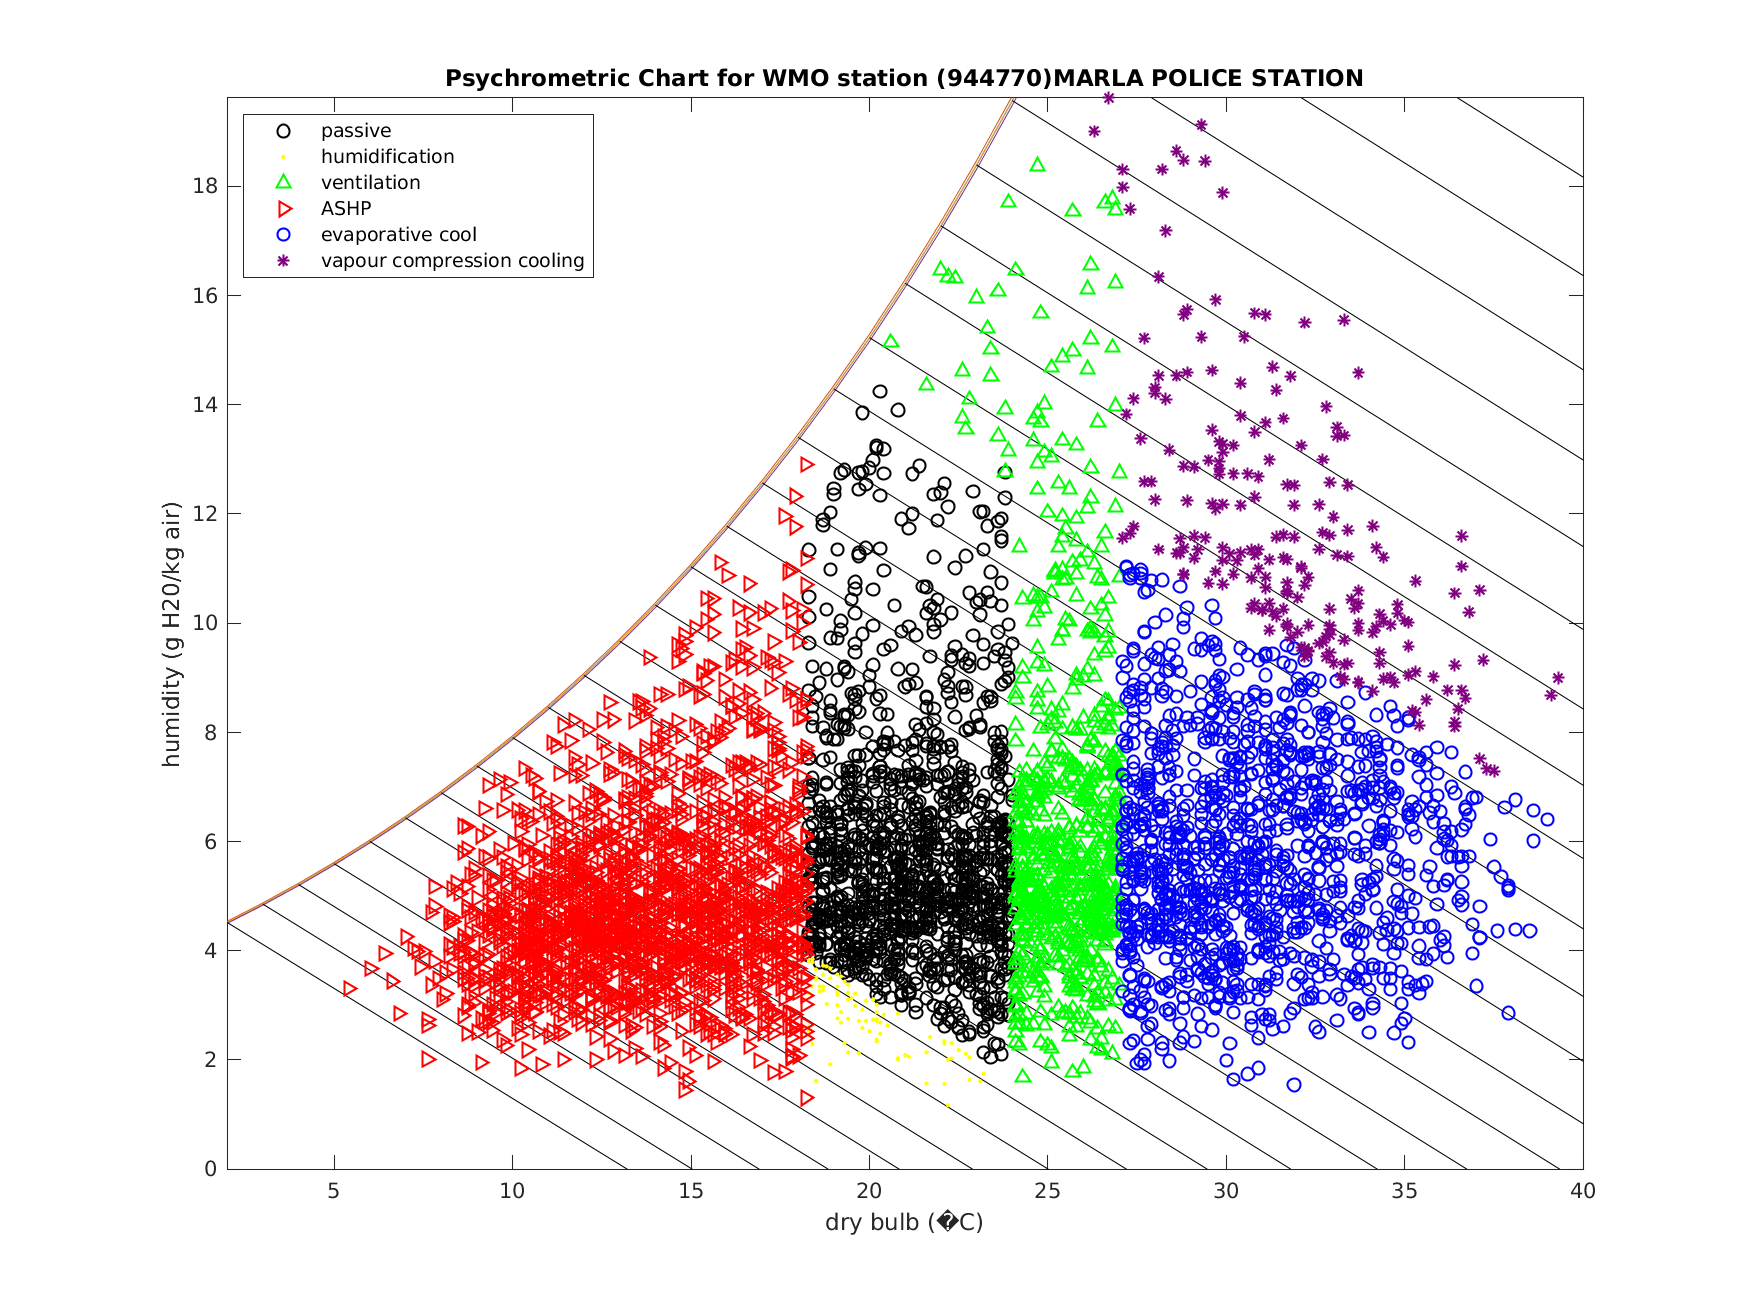 Psychrometric Chart for WMO station (944770)MARLA POLICE STATION
passive
humidification
ventilation
ASHP
evaporative cool
vapour compression cooling
humidity (g H20/kg air)
18
16
14
12
10
8
6
4
2
0
5 10 15 20 25 30 35 40
dry bulb (�C)